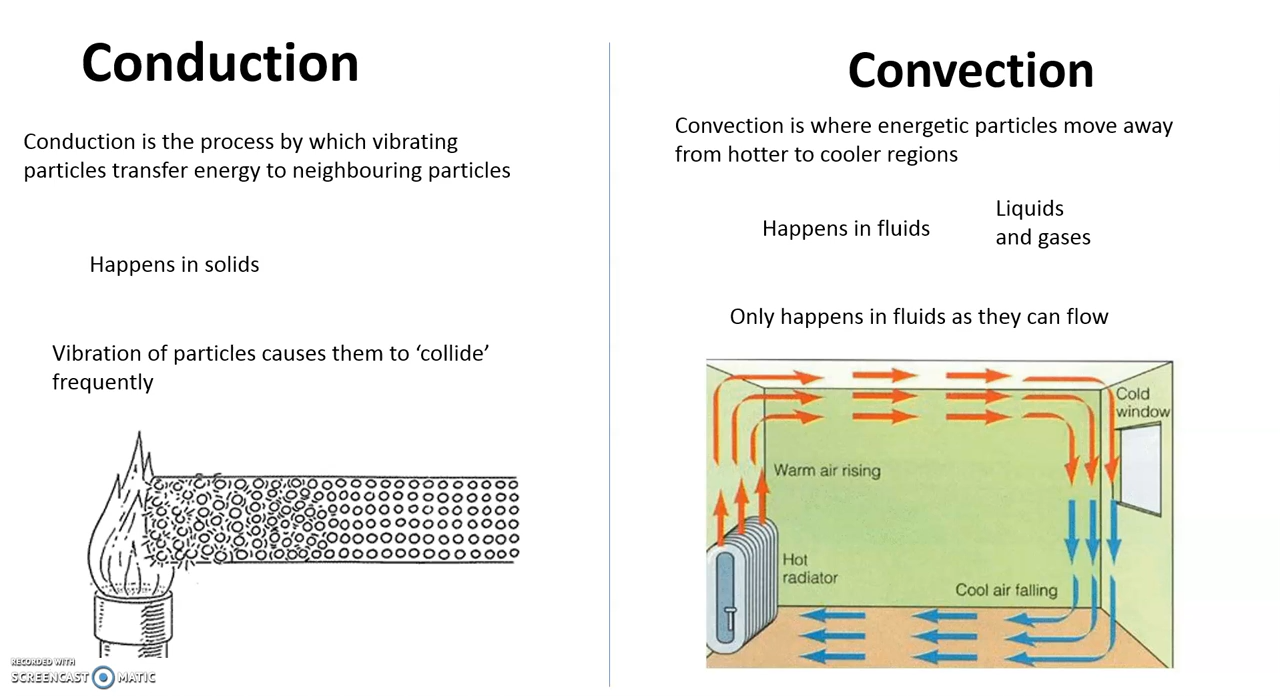 Conduction
Conduction is the process by which vibrating
particles transfer energy to neighbouring particles
Happens in solids
Vibration of particles causes them to ‘collide’
frequently
RECORDED WITH
SCREENCAST MATIC
Convection
Convection is where energetic particles move away
from hotter to cooler regions
Happens in fluids
Liquids
and gases
Only happens in fluids as they can flow
Cold
window
Warm air rising
Hot
radiator
Cool air falling